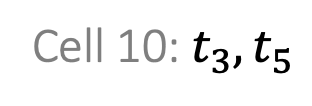 Cell 10: t₃, t₅